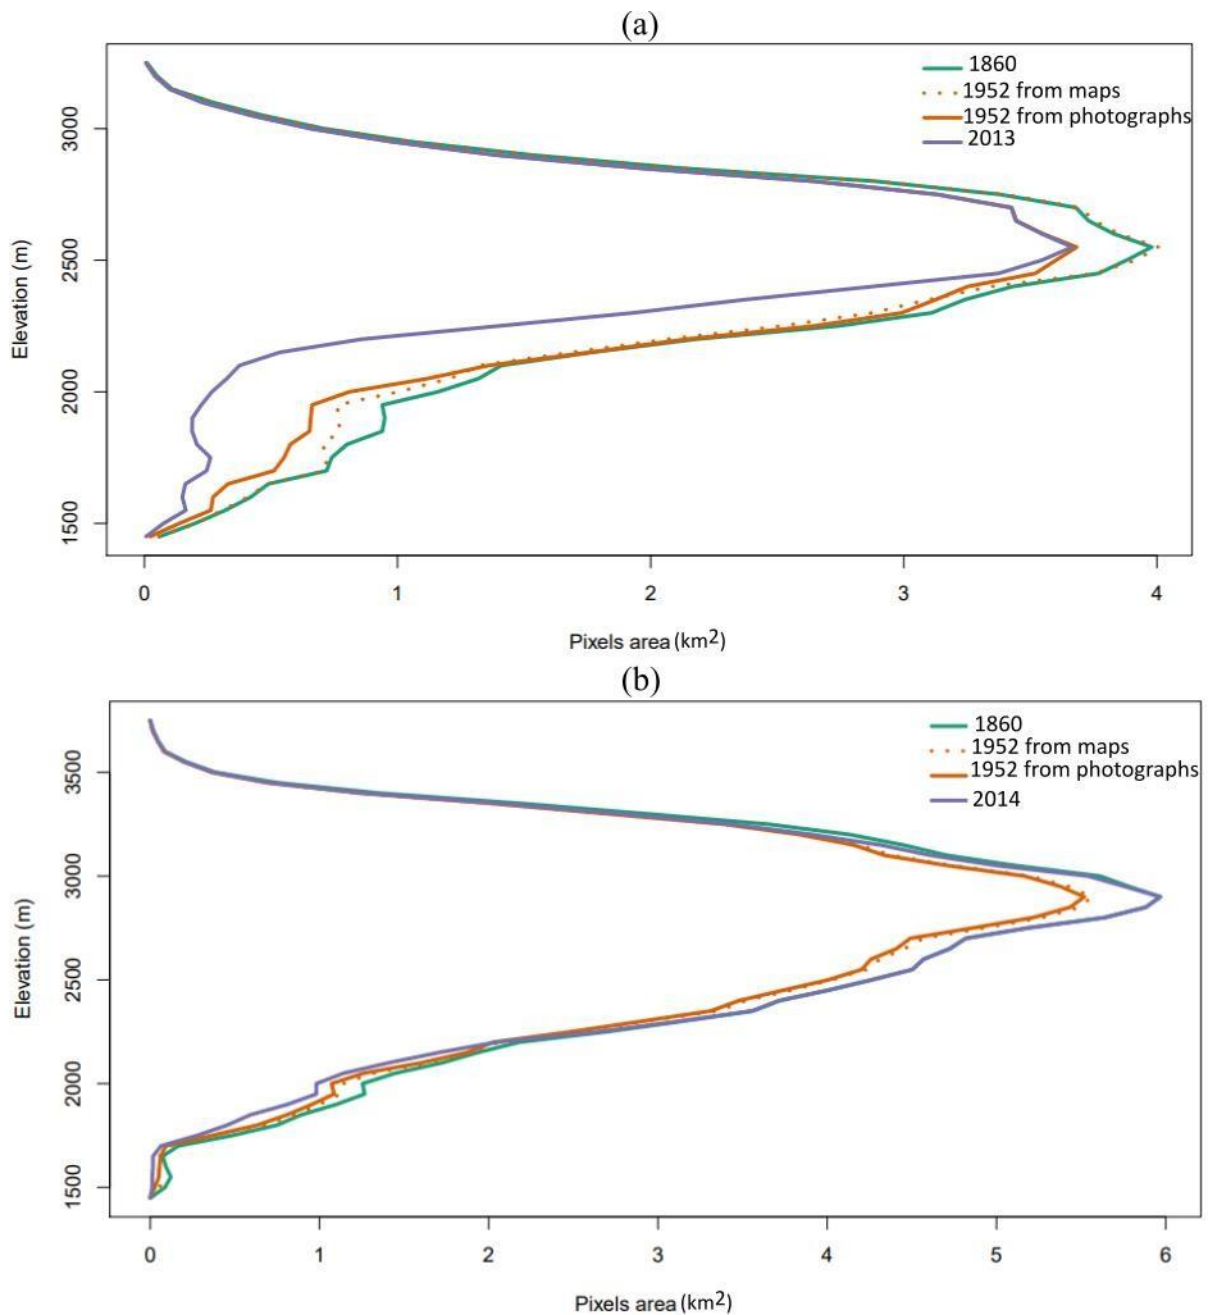 (a)
1860
1952 from maps
1952 from photographs
2013
Elevation (m)
3000
2500
2000
1500
0 1 2 3 4
Pixels area (km2)
(b)
1860
1952 from maps
1952 from photographs
2014
Elevation (m)
3500
3000
2500
2000
1500
0 1 2 3 4 5 6
Pixels area (km2)